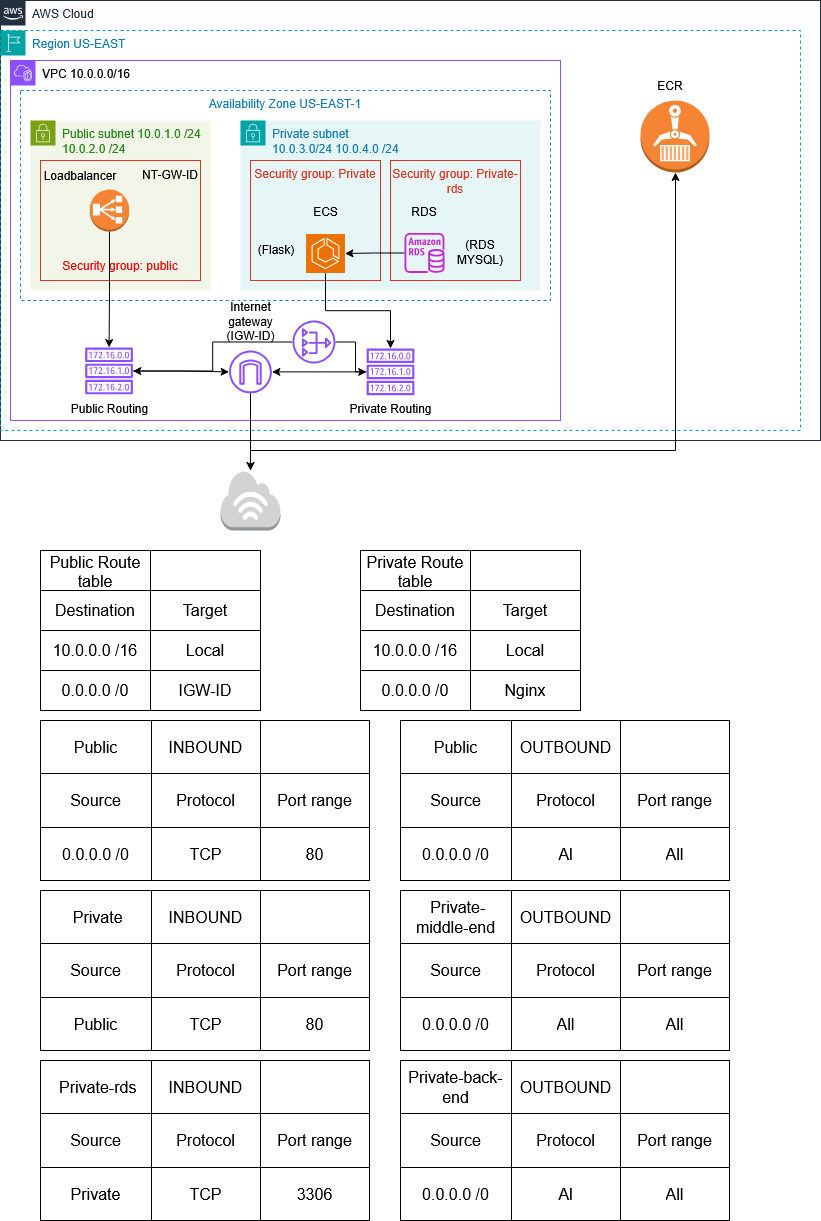 aws
AWS Cloud
Region US-EAST
VPC 10.0.0.0/16
Availability Zone US-EAST-1
ECR
Public subnet 10.0.1.0 /24
10.0.2.0 /24
Private subnet
10.0.3.0/24 10.0.4.0 /24
Loadbalancer
NT-GW-ID
Security group: public
Security group: Private
ECS
(Flask)
Security group: Private-
rds
RDS
Amazon
RDS
(RDS
MYSQL)
Internet
gateway
(IGW-ID)
172.16.0.0
172.16.1.0
172.16.2.0
Public Routing
172.16.0.0
172.16.1.0
172.16.2.0
Private Routing
Public Route
table
Destination Target
10.0.0.0 /16 Local
0.0.0.0 /0 IGW-ID
Private Route
table
Destination Target
10.0.0.0 /16 Local
0.0.0.0 /0 Nginx
Public INBOUND
Source Protocol Port range
0.0.0.0 /0 TCP 80
Public OUTBOUND
Source Protocol Port range
0.0.0.0 /0 Al All
Private INBOUND
Source Protocol Port range
Public TCP 80
Private-
middle-end OUTBOUND
Source Protocol Port range
0.0.0.0 /0 All All
Private-rds INBOUND
Source Protocol Port range
Private TCP 3306
Private-back-
end OUTBOUND
Source Protocol Port range
0.0.0.0 /0 Al All